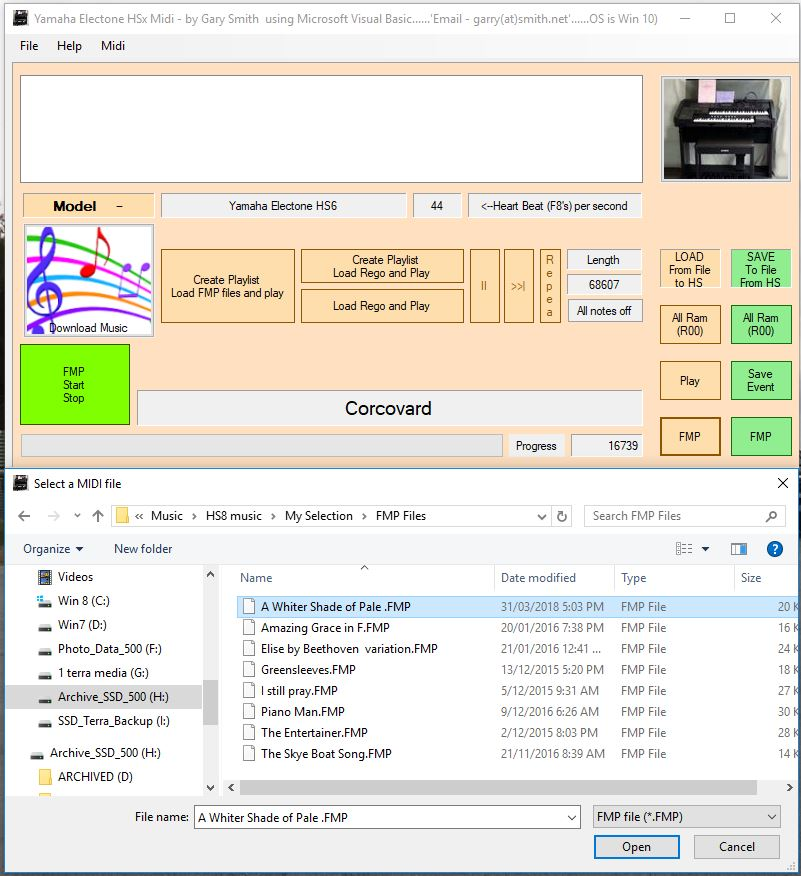 Yamaha Electone HSx Midi - by Gary Smith  using Microsoft Visual Basic......'Email - garry(at)smith.net'......OS is Win 10)
File Help Midi
Model -
Yamaha Electone HS6
44
<--Heart Beat (F8's) per second
Download Music
Create Playlist
Load FMP files and play
Create Playlist
Load Rego and Play
Load Rego and Play
II
>>|
R
e
p
e
a
Length
68607
All notes off
LOAD
From File
to HS
SAVE
To File
From HS
All Ram
(R00)
All Ram
(R00)
Play
Save
Event
FMP
FMP
FMP
Start
Stop
Corcovard
Progress
16739
Select a MIDI file
« Music > HS8 music > My Selection > FMP Files
Search FMP Files
Organize
New folder
Videos
Win 8 (C:)
Win7 (D:)
Photo_Data_500 (F:)
1 terra media (G:)
Archive_SSD_500 (H:)
SSD_Terra_Backup (I:)
Archive_SSD_500 (H:)
ARCHIVED (D)
Name Date modified Type Size
A Whiter Shade of Pale .FMP 31/03/2018 5:03 PM FMP File 20 K
Amazing Grace in F.FMP 20/01/2016 7:38 PM FMP File 16 K
Elise by Beethoven  variation.FMP 21/01/2016 12:41 ... FMP File 24 K
Greensleeves.FMP 13/12/2015 5:20 PM FMP File 18 K
I still pray.FMP 5/12/2015 9:31 AM FMP File 27 K
Piano Man.FMP 9/12/2016 6:26 AM FMP File 30 K
The Entertainer.FMP 2/12/2015 8:03 PM FMP File 28 K
The Skye Boat Song.FMP 21/11/2016 8:39 AM FMP File 14 K
File name: A Whiter Shade of Pale .FMP
FMP file (*.FMP)
Open
Cancel